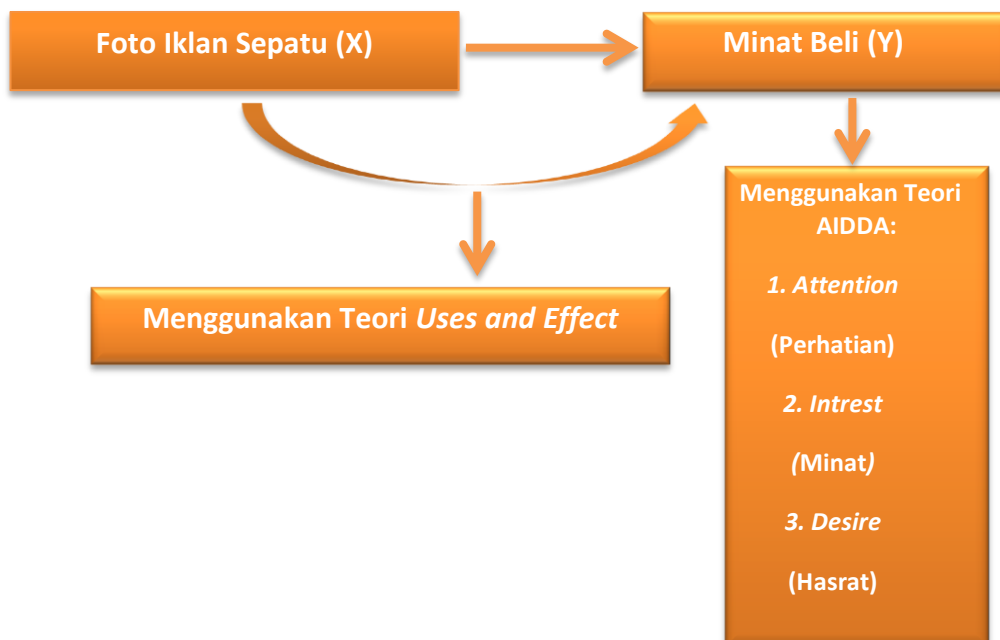 Foto Iklan Sepatu (X)
Minat Beli (Y)
Menggunakan Teori Uses and Effect
Menggunakan Teori
AIDDA:
1. Attention
(Perhatian)
2. Intrest
(Minat)
3. Desire
(Hasrat)